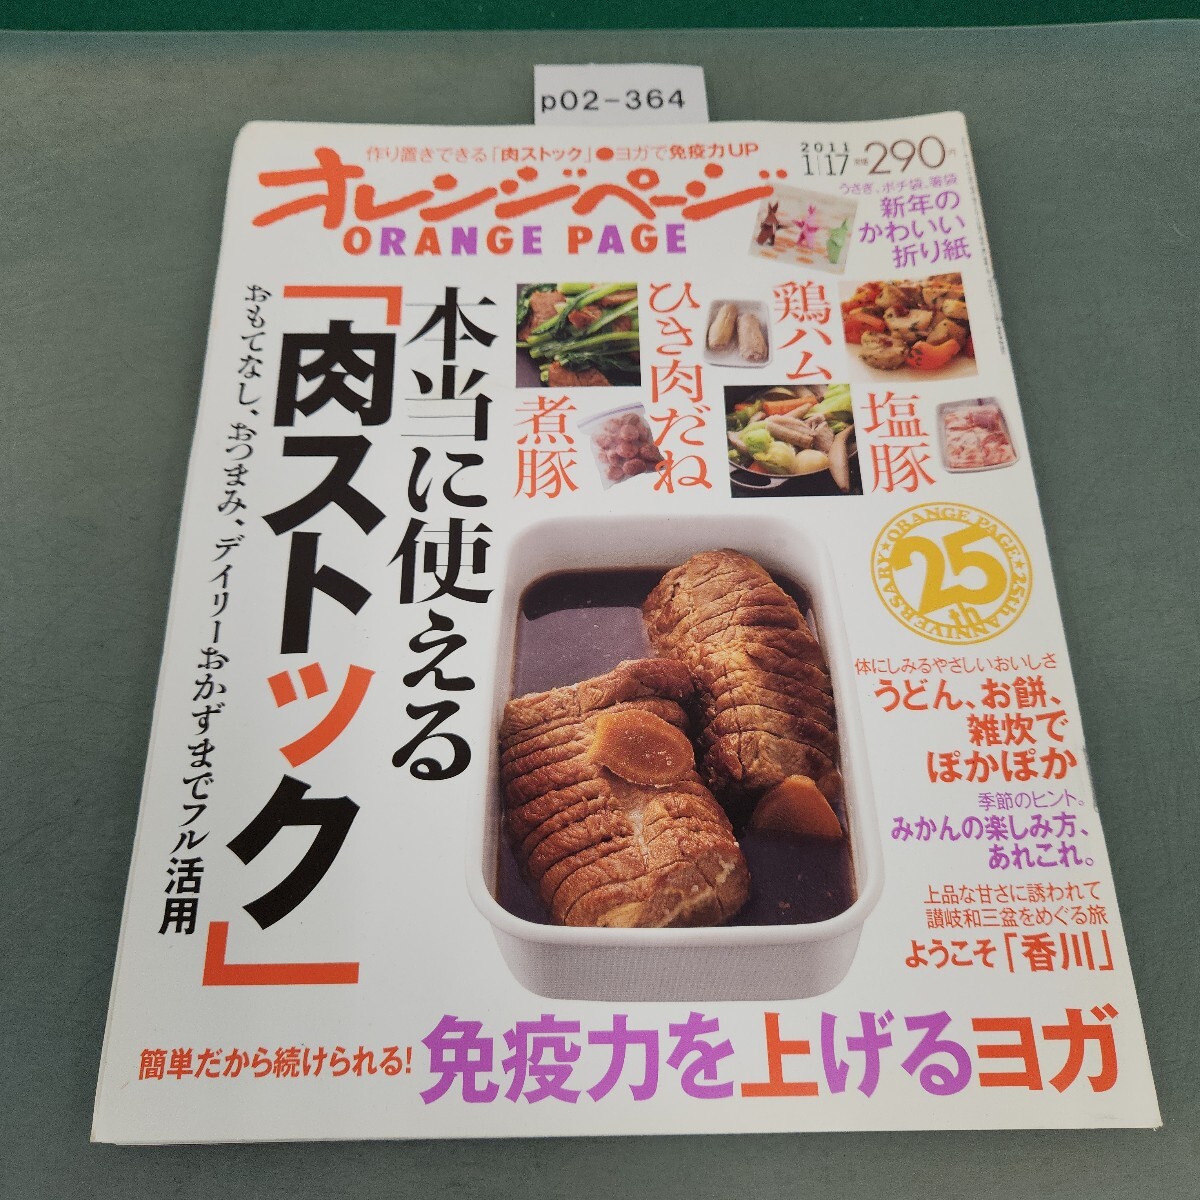 p02-364
作り置きできる「肉ストック」●ヨガで免疫力UP
2011
1|17
290円
オレンジページ
ORANGE PAGE
うさぎ、ポチ袋、箸袋
新年の
かわいい
折り紙
本当に使える
「肉ストック」
おもてなし、おつまみ、デイリーおかずまでフル活用
鶏ハム
ひき肉だね
塩豚
煮豚
ORANGE PAGE★25th ANNIVERSARY★
25th
体にしみるやさしいおいしさ
うどん、お餅、
雑炊で
ぽかぽか
季節のヒント。
みかんの楽しみ方、
あれこれ。
上品な甘さに誘われて
讃岐和三盆をめぐる旅
ようこそ「香川」
簡単だから続けられる!
免疫力を上げるヨガ